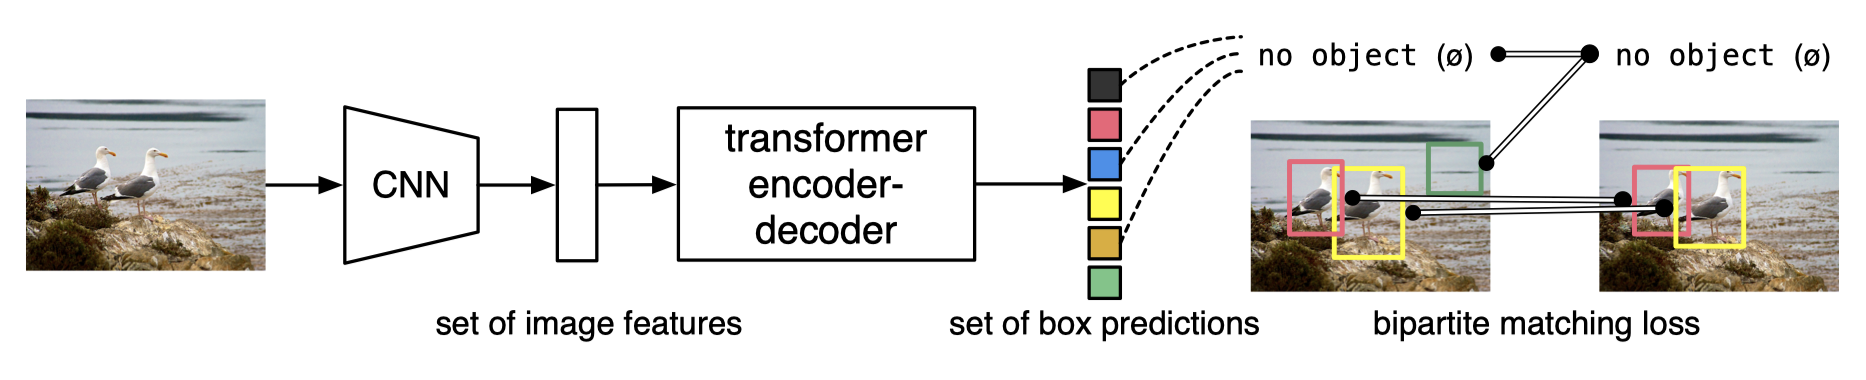 no object (ø)
no object (ø)
CNN
transformer
encoder-
decoder
set of image features
set of box predictions
bipartite matching loss